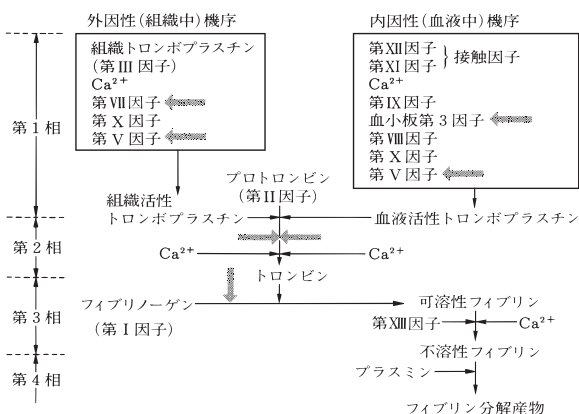 外因性(組織中)機序
組織トロンボプラスチン
(第III因子)
Ca²⁺
第VII因子
第X因子
第V因子
内因性(血液中)機序
第XII因子
第XI因子
接触因子
Ca²⁺
第IX因子
血小板第3因子
第VIII因子
第X因子
第V因子
第1相
プロトロンビン
(第II因子)
組織活性
トロンボプラスチン
血液活性トロンボプラスチン
第2相
Ca²⁺
Ca²⁺
トロンビン
第3相
フィブリノーゲン
(第I因子)
可溶性フィブリン
第XIII因子
Ca²⁺
不溶性フィブリン
第4相
プラスミン
フィブリン分解産物